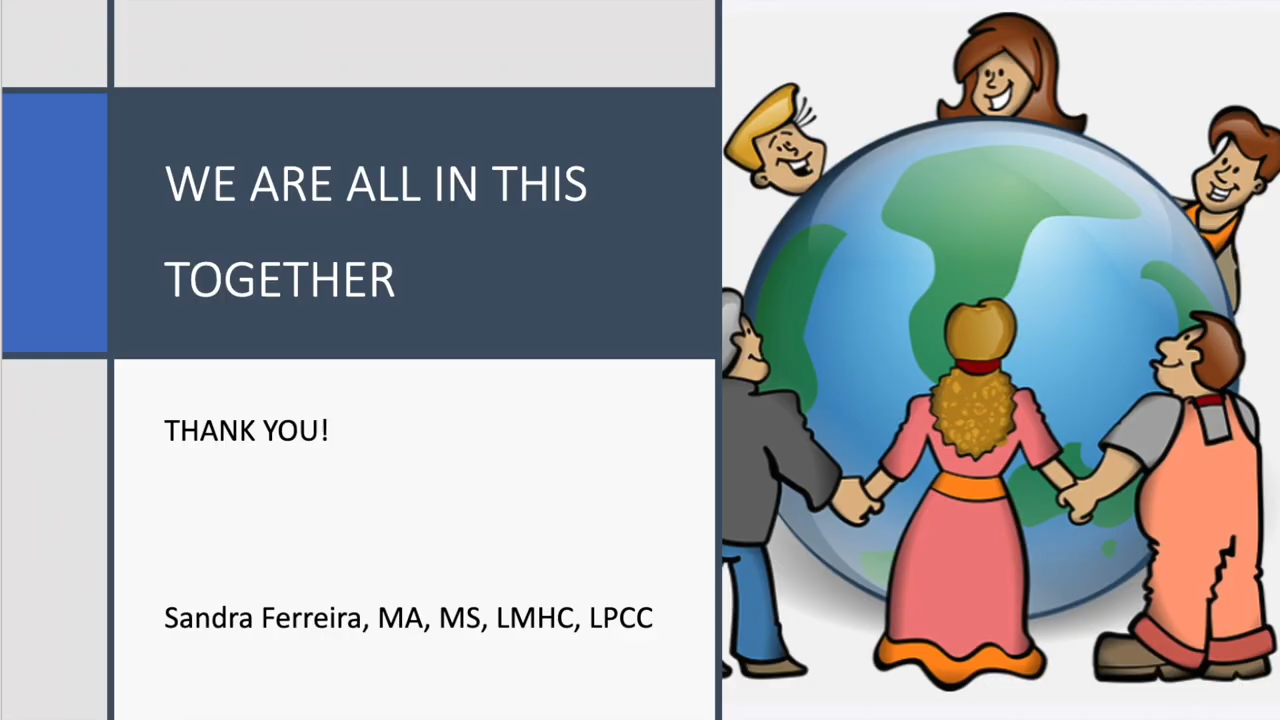 WE ARE ALL IN THIS
TOGETHER
THANK YOU!
Sandra Ferreira, MA, MS, LMHC, LPCC